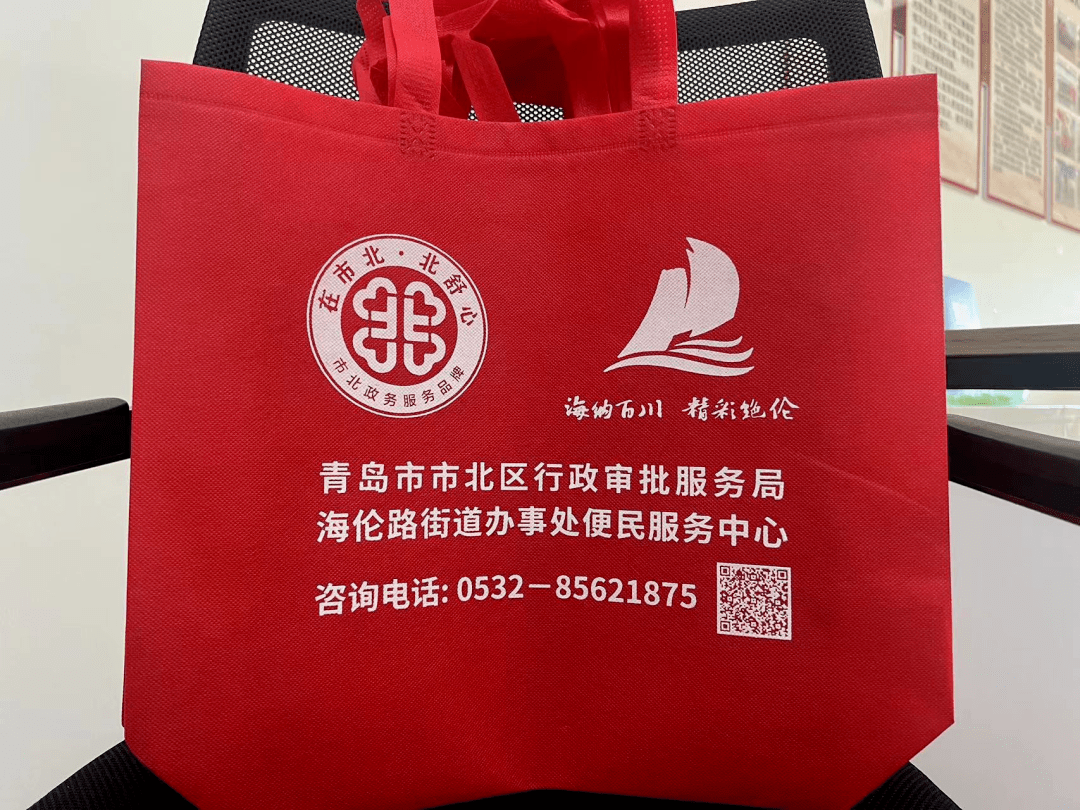 在市北·北舒心
北
市北政务服务品牌
海纳百川 精彩绝伦
青岛市市北区行政审批服务局
海伦路街道办事处便民服务中心
咨询电话: 0532-85621875